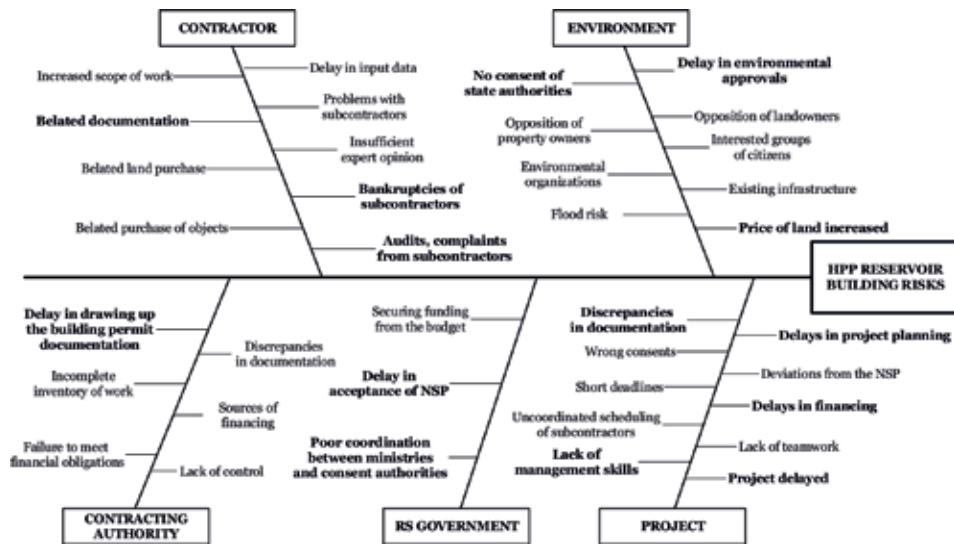 CONTRACTOR
Increased scope of work
Belated documentation
Belated land purchase
Belated purchase of objects
Delay in input data
Problems with
subcontractors
Insufficient
expert opinion
Bankruptcies of
subcontractors
Audits, complaints
from subcontractors
ENVIRONMENT
No consent of
state authorities
Opposition of
property owners
Environmental
organizations
Flood risk
Delay in environmental
approvals
Opposition of landowners
Interested groups
of citizens
Existing infrastructure
Price of land increased
HPP RESERVOIR
BUILDING RISKS
Delay in drawing up
the building permit
documentation
Incomplete
inventory of work
Failure to meet
financial obligations
Discrepancies
in documentation
Sources of
financing
Lack of control
CONTRACTING
AUTHORITY
Securing funding
from the budget
Delay in
acceptance of NSP
Poor coordination
between ministries
and consent authorities
RS GOVERNMENT
Discrepancies
in documentation
Wrong consents
Short deadlines
Uncoordinated scheduling
of subcontractors
Lack of
management skills
Delays in project planning
Deviations from the NSP
Delays in financing
Lack of teamwork
Project delayed
PROJECT